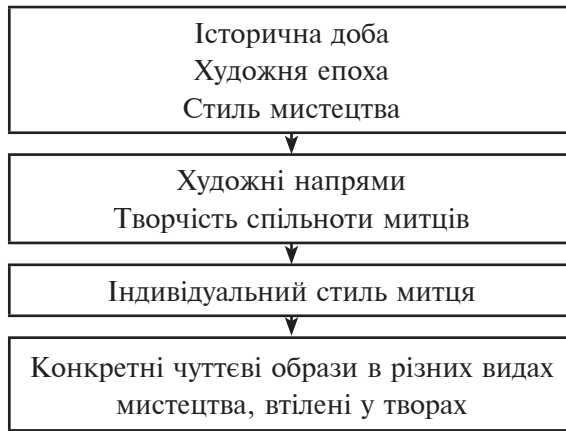 Історична доба
Художня епоха
Стиль мистецтва
Художні напрями
Творчість спільноти митців
Індивідуальний стиль митця
Конкретні чуттєві образи в різних видах
мистецтва, втілені у творах